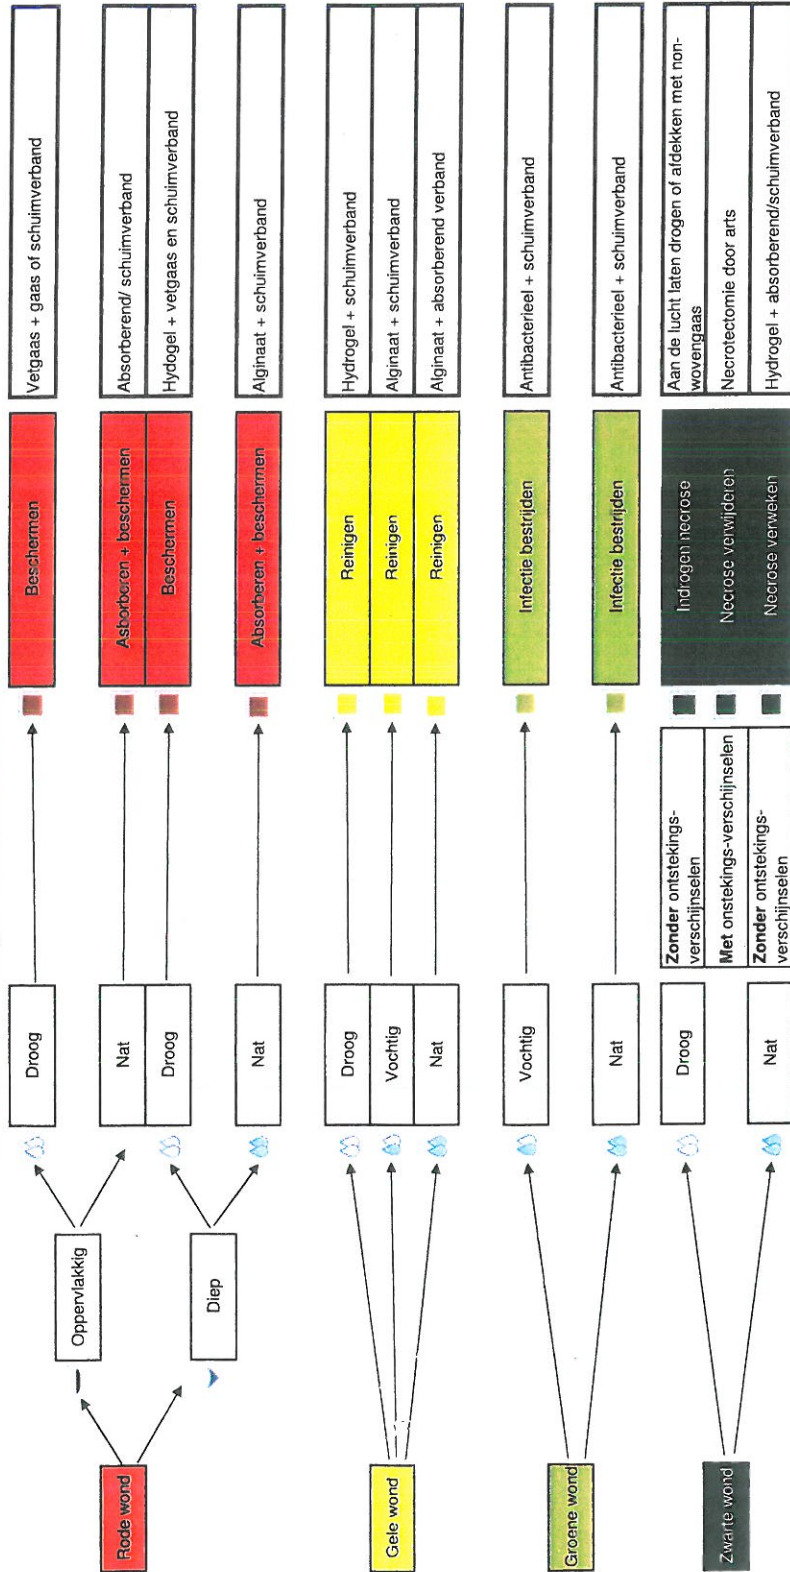 Rode wond
Oppervlakkig
Diep
Droog
Nat
Droog
Nat
Beschermen
Asborberen + beschermen
Beschermen
Absorberen + beschermen
Vetgaas + gaas of schuimverband
Absorberend/ schuimverband
Hydogel + vetgaas en schuimverband
Alginaat + schuimverband
Gele wond
Droog
Vochtig
Nat
Reinigen
Reinigen
Reinigen
Hydrogel + schuimverband
Alginaat + schuimverband
Alginaat + absorberend verband
Groene wond
Vochtig
Nat
Infectie bestrijden
Infectie bestrijden
Antibacterieel + schuimverband
Antibacterieel + schuimverband
Zwarte wond
Droog
Nat
Zonder ontstekings-
verschijnselen
Met onstekings-verschijnselen
Zonder ontstekings-
verschijnselen
Indrogen necrose
Necrose verwijderen
Necrose verweken
Aan de lucht laten drogen of afdekken met non-
wovengaas
Necrotectomie door arts
Hydrogel + absorberend/schuimverband